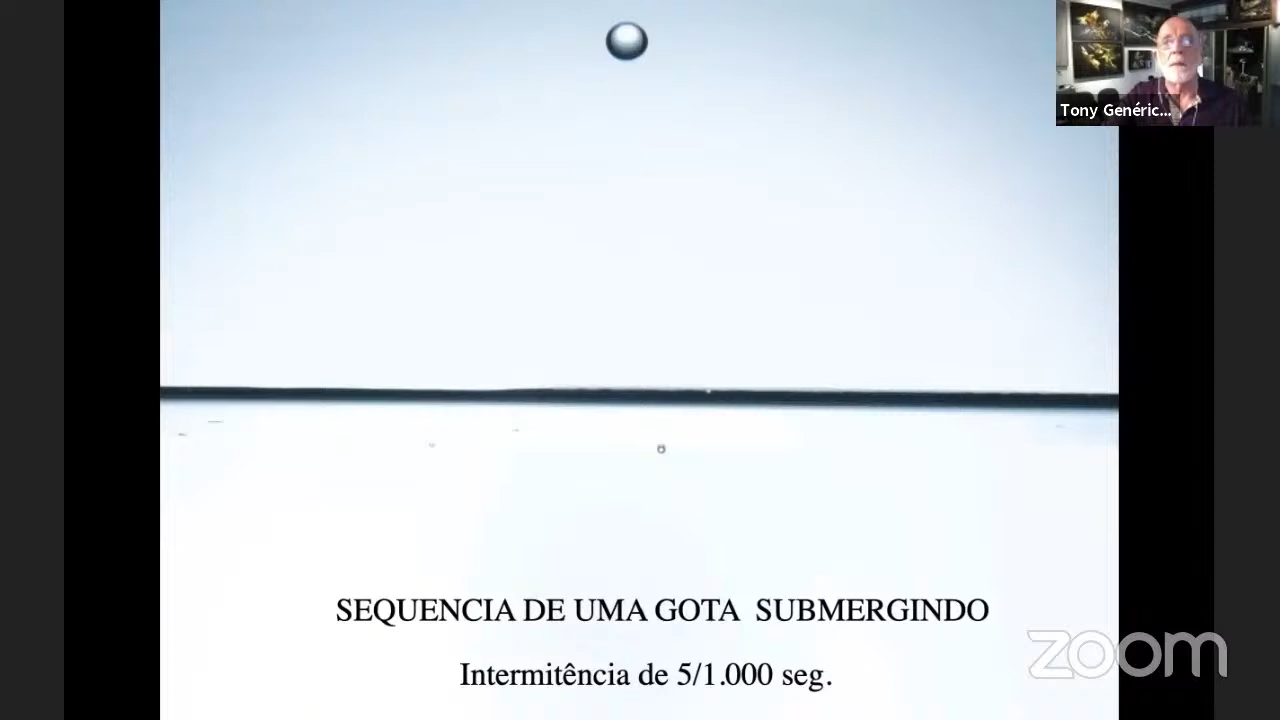 Tony Genéric...
SEQUENCIA DE UMA GOTA SUBMERGINDO
Intermitência de 5/1.000 seg.
zoom